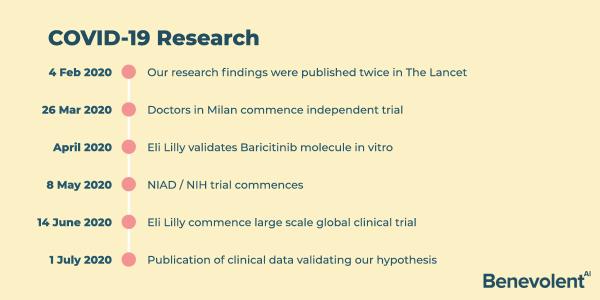 COVID-19 Research
4 Feb 2020 Our research findings were published twice in The Lancet
26 Mar 2020 Doctors in Milan commence independent trial
April 2020 Eli Lilly validates Baricitinib molecule in vitro
8 May 2020 NIAD / NIH trial commences
14 June 2020 Eli Lilly commence large scale global clinical trial
1 July 2020 Publication of clinical data validating our hypothesis
Benevolent AI